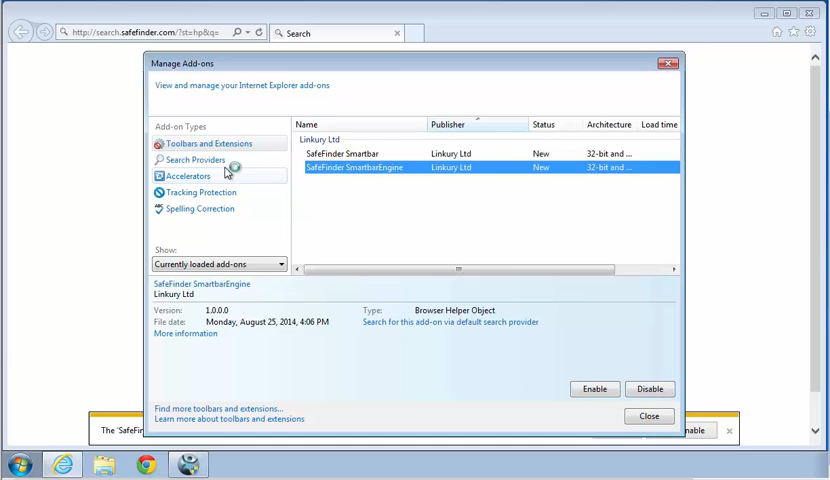 http://search.safefinder.com/?st=hp&q=
Search
Manage Add-ons
View and manage your Internet Explorer add-ons
Add-on Types
Toolbars and Extensions
Search Providers
Accelerators
Tracking Protection
Spelling Correction
Show:
Currently loaded add-ons
Name Publisher Status Architecture Load time
Linkury Ltd
SafeFinder Smartbar Linkury Ltd New 32-bit and ...
SafeFinder SmartbarEngine Linkury Ltd New 32-bit and ...
SafeFinder SmartbarEngine
Linkury Ltd
Version: 1.0.0.0
File date: Monday, August 25, 2014, 4:06 PM
More information
Type: Browser Helper Object
Search for this add-on via default search provider
Enable Disable
Find more toolbars and extensions...
Learn more about toolbars and extensions
Close
The 'SafeFin
nable